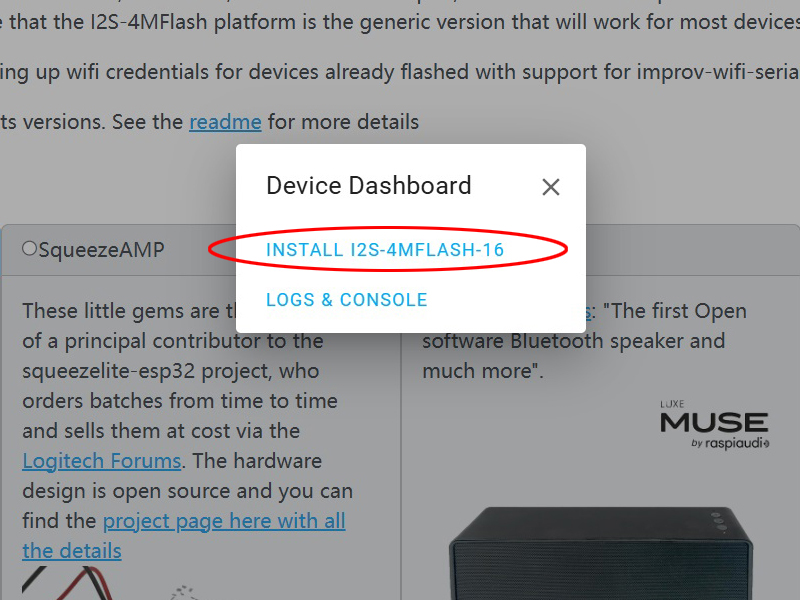 that the I2S-4MFlash platform is the generic version that will work for most devices
ing up wifi credentials for devices already flashed with support for improv-wifi-seria
ts versions. See the readme for more details
Device Dashboard
INSTALL I2S-4MFLASH-16
LOGS & CONSOLE
SqueezeAMP
These little gems are t
of a principal contributor to the
squeezelite-esp32 project, who
orders batches from time to time
and sells them at cost via the
Logitech Forums. The hardware
design is open source and you can
find the project page here with all
the details
s: "The first Open
software Bluetooth speaker and
much more".
LUXE
MUSE
by raspiaudio